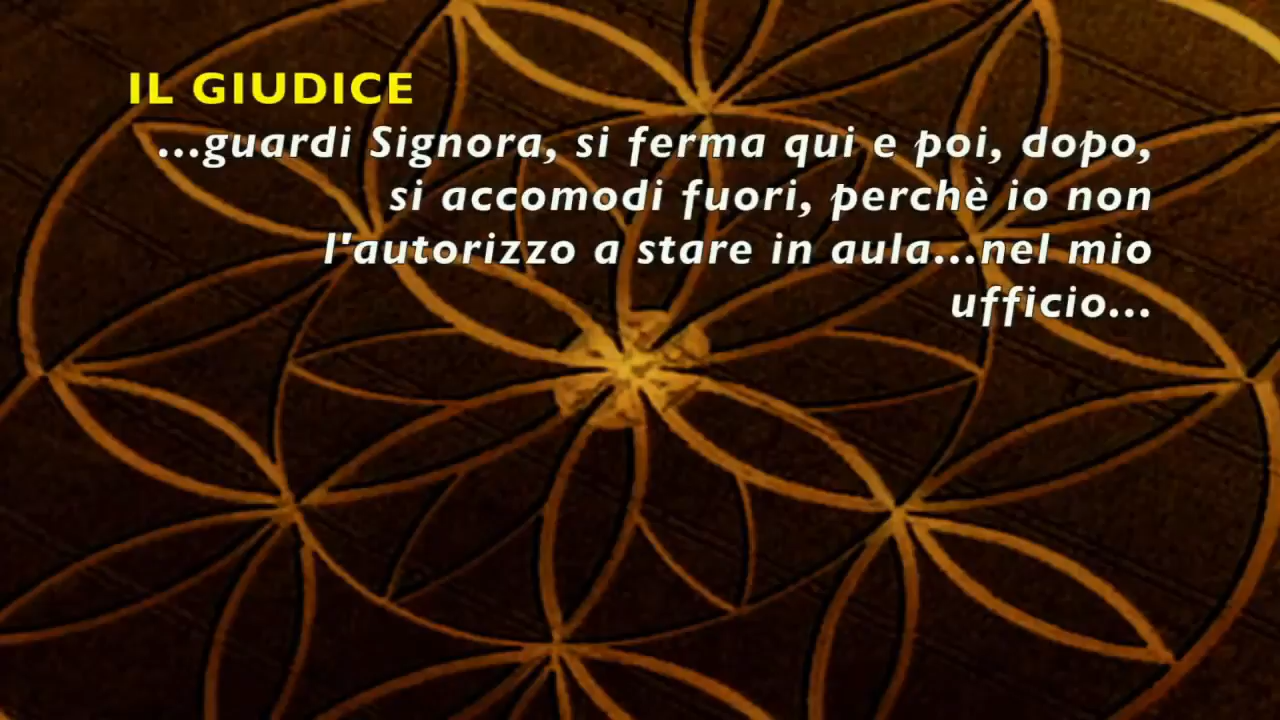 IL GIUDICE
...guardi Signora, si ferma qui e poi, dopo,
si accomodi fuori, perchè io non
l'autorizzo a stare in aula...nel mio
ufficio...